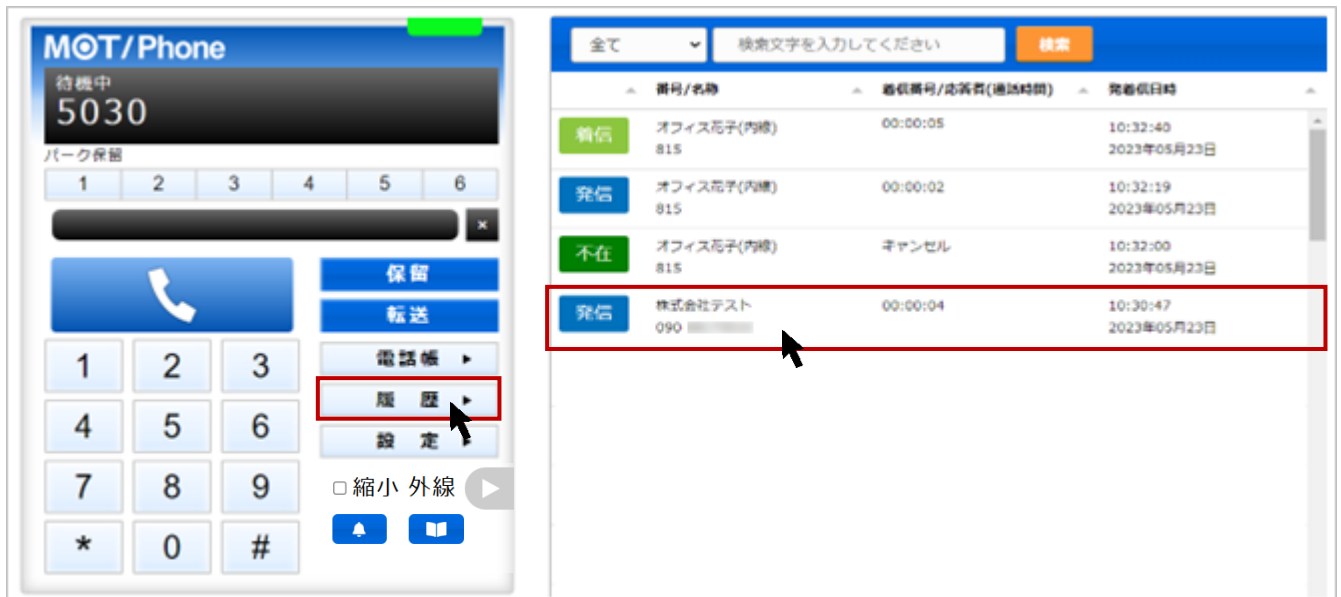 MOT/Phone
待機中
5030
パーク保留
1 2 3 4 5 6
×
保留
転送
1 2 3
電話帳
履 歴
4 5 6
設 定
7 8 9
縮小 外線
* 0 #
全て 検索文字を入力してください 検索
番号/名称 着信番号/応答者(通話時間) 発着信日時
着信 オフィス花子(内線) 00:00:05 10:32:40
815 2023年05月23日
発信 オフィス花子(内線) 00:00:02 10:32:19
815 2023年05月23日
不在 オフィス花子(内線) キャンセル 10:32:00
815 2023年05月23日
発信 株式会社テスト 00:00:04 10:30:47
090 2023年05月23日